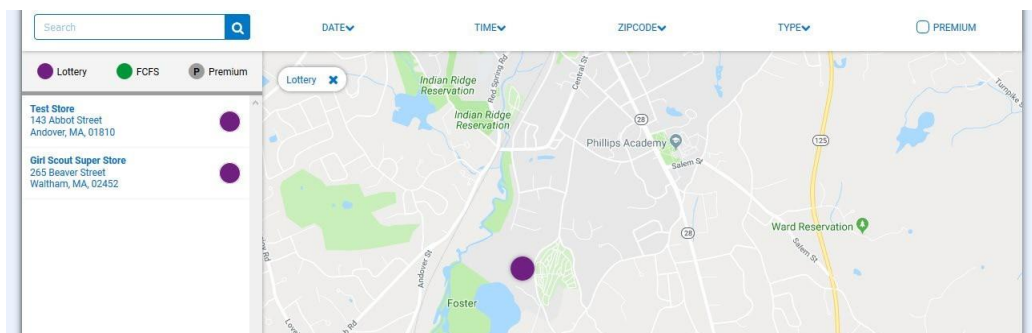 Search
DATE
TIME
ZIPCODE
TYPE
PREMIUM
Lottery
FCFS
P Premium
Test Store
143 Abbot Street
Andover, MA, 01810
Girl Scout Super Store
265 Beaver Street
Waltham, MA, 02452
Lottery ✖
Indian Ridge
Reservation
Red Spring Rd
Central St
Indian Ridge
Reservation
28
Phillips Academy
Salem St
125
28
Ward Reservation
Salem St
Andover St
Foster